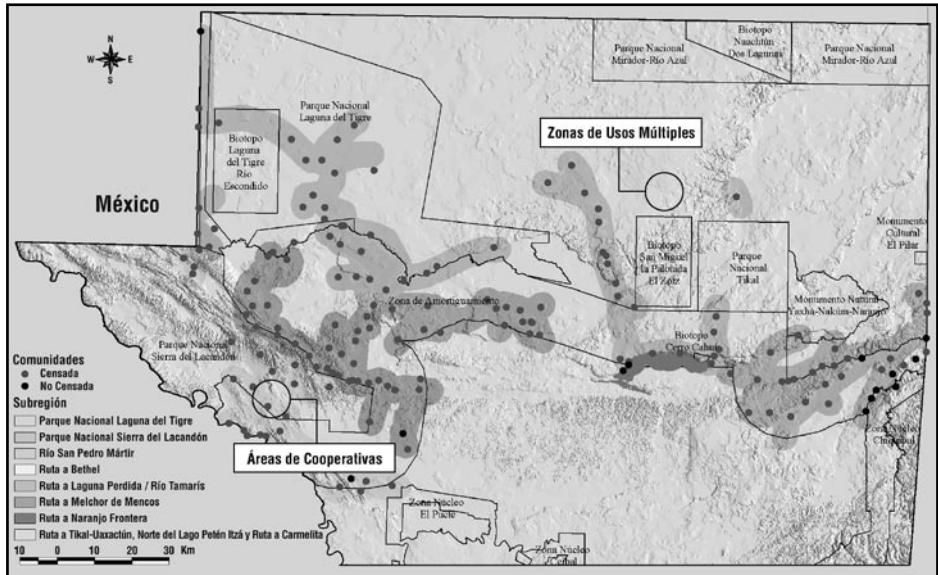 N
W E
S
Parque Nacional
Mirador-Río Azul
Biotopo
Naachtún
Dos Lagunas
Parque Nacional
Mirador-Río Azul
Parque Nacional
Laguna del Tigre
Biotopo
Laguna
del Tigre
Río
Escondido
Zonas de Usos Múltiples
México
Monumento
Cultural
El Pilar
Biotopo
San Miguel
la Palotada
El Zotz
Parque
Nacional
Tikal
Zona de Amortiguamiento
Monumento Natural
Yaxhá-Nakúm-Naranjo
Biotopo
Cerro Cahuí
Parque Nacional
Sierra del Lacandón
Comunidades
Censada
No Censada
Subregión
Parque Nacional Laguna del Tigre
Parque Nacional Sierra del Lacandón
Río San Pedro Mártir
Ruta a Bethel
Ruta a Laguna Perdida / Río Tamarís
Ruta a Melchor de Mencos
Ruta a Naranjo Frontera
Ruta a Tikal-Uaxactún, Norte del Lago Petén Itzá y Ruta a Carmelita
10 0 10 20 30 Km
Áreas de Cooperativas
Zona Núcleo
Zona Núcleo
El Pucté
Zona Núcleo